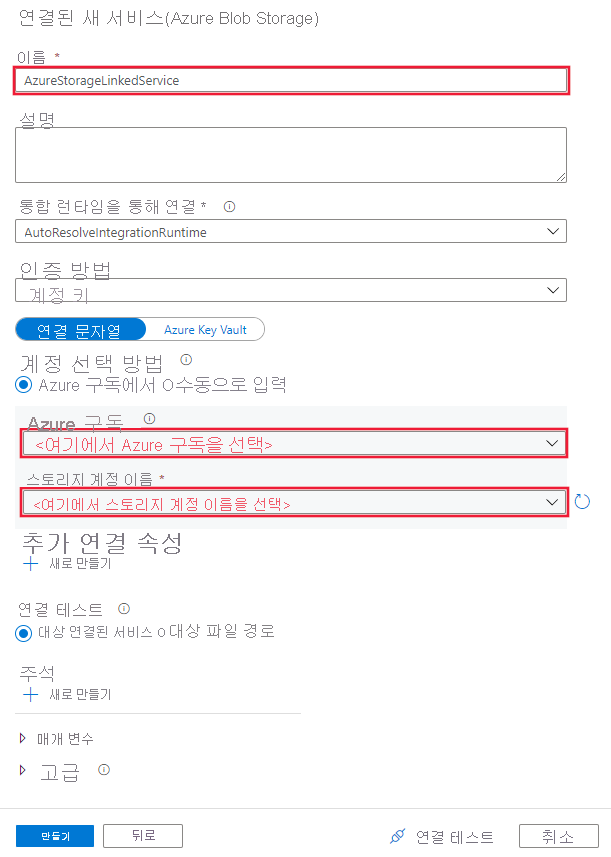 연결된 새 서비스(Azure Blob Storage)
이름 *
AzureStorageLinkedService
설명
통합 런타임을 통해 연결 *
AutoResolveIntegrationRuntime
인증 방법
계정 키
연결 문자열 Azure Key Vault
계정 선택 방법
Azure 구독에서 O수동으로 입력
Azure 구독
<여기에서 Azure 구독을 선택>
스토리지 계정 이름 *
<여기에서 스토리지 계정 이름을 선택>
추가 연결 속성
새로 만들기
연결 테스트
대상 연결된 서비스 o 대상 파일 경로
주석
새로 만들기
매개 변수
고급
만들기 뒤로 연결 테스트 취소